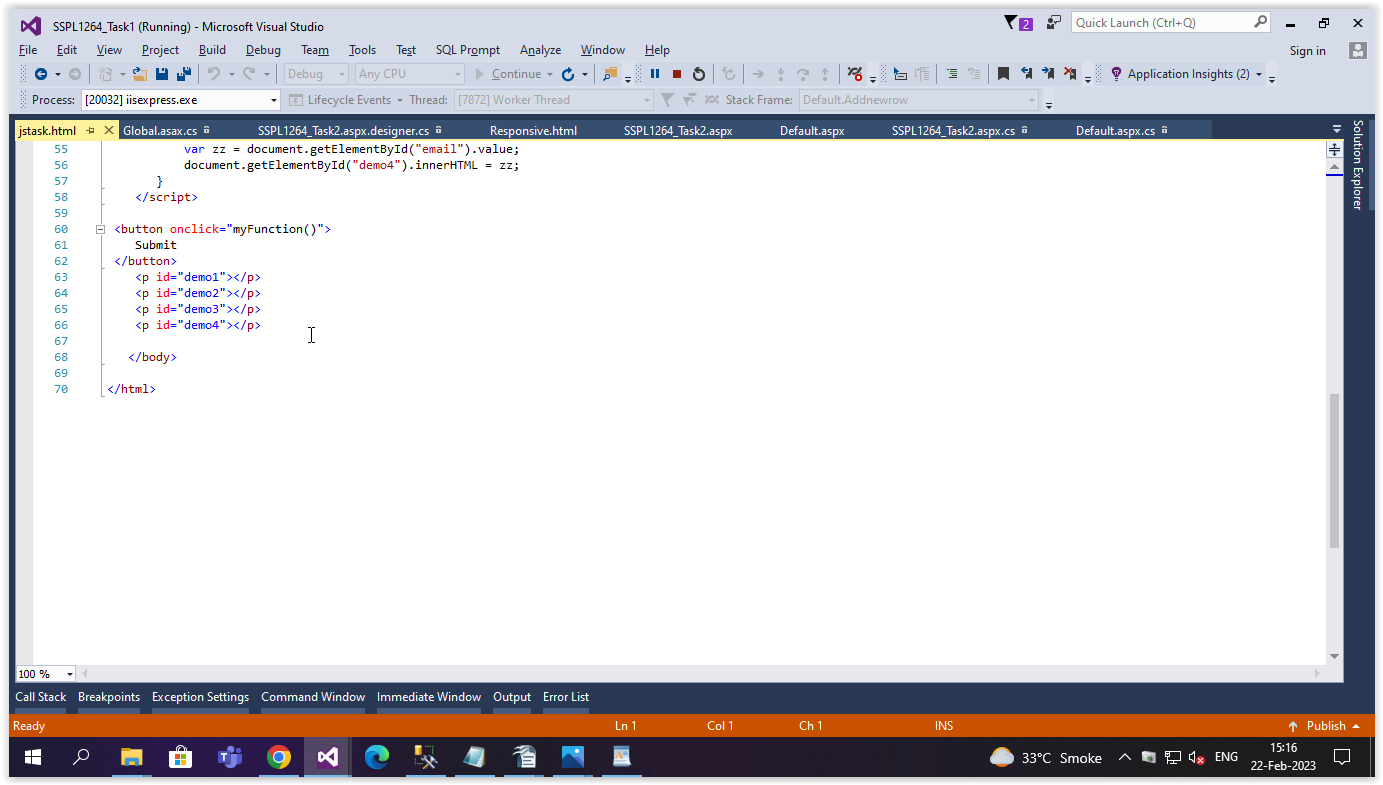 SSPL1264_Task1 (Running) - Microsoft Visual Studio
2
Quick Launch (Ctrl+Q)
File Edit View Project Build Debug Team Tools Test SQL Prompt Analyze Window Help
Sign in
Debug Any CPU Continue Application Insights (2)
Process: [20032] iisexpress.exe Lifecycle Events Thread: [7872] Worker Thread Stack Frame: Default.Addnewrow
jstask.html Global.asax.cs SSPL1264_Task2.aspx.designer.cs Responsive.html SSPL1264_Task2.aspx Default.aspx SSPL1264_Task2.aspx.cs Default.aspx.cs
Solution Explorer
55 var zz = document.getElementById("email").value;
56 document.getElementById("demo4").innerHTML = zz;
57 }
58 </script>
59
60 <button onclick="myFunction()">
61 Submit
62 </button>
63 <p id="demo1"></p>
64 <p id="demo2"></p>
65 <p id="demo3"></p>
66 <p id="demo4"></p>
67
68 </body>
69
70 </html>
100 %
Call Stack Breakpoints Exception Settings Command Window Immediate Window Output Error List
Ready Ln 1 Col 1 Ch 1 INS Publish
33°C Smoke ENG 15:16
22-Feb-2023